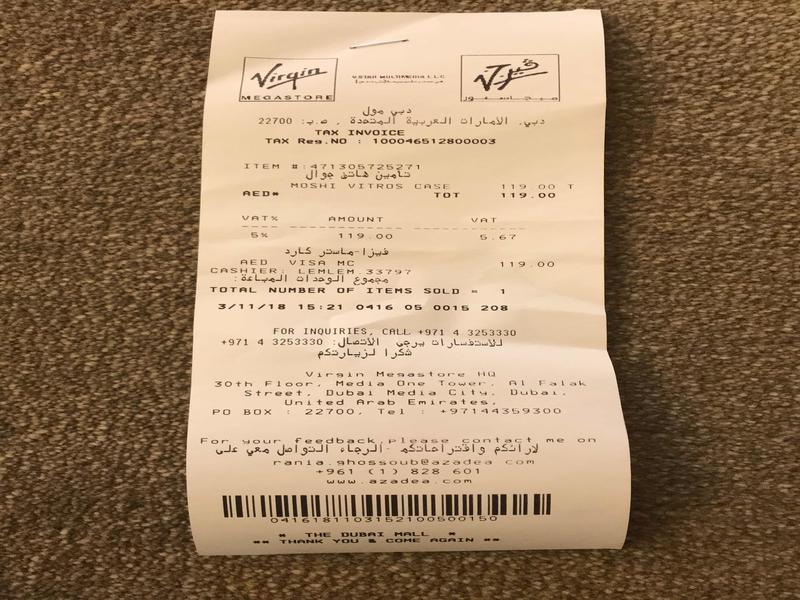 Virgin
MEGASTORE
V.STAR MULTIMEDIA L.L.C
ڤيرجن
ميجاستور
دبي مول
دبي. الامارات العربية المتحدة , ص.ب: 22700
TAX INVOICE
TAX Reg.NO : 100046512800003
ITEM #:471305725271
تأمين هاتف جوال
MOSHI VITROS CASE 119.00 T
AED* TOT 119.00
VAT% AMOUNT VAT
5% 119.00 5.67
فيزا-ماستر كارد
AED VISA MC 119.00
CASHIER: LEMLEM 33797
مجموع الوحدات المباعة:
TOTAL NUMBER OF ITEMS SOLD = 1
3/11/18 15:21 0416 05 0015 208
FOR INQUIRIES, CALL +971 4 3253330
للاستفسارات يرجى الاتصال: 3253330 4 971+
شكرا لزيارتكم
Virgin Megastore HQ
30th Floor, Media One Tower, Al Falak
Street, Dubai Media City, Dubai,
United Arab Emirates,
PO BOX : 22700, Tel : +97144359300
For your feedback,please contact me on
لارائكم واقتراحاتكم الرجاء التواصل معي على
rania.ghossoub@azadea.com
+961 (1) 828 601
www.azadea.com
0416181103152100500150
* THE DUBAI MALL *
** THANK YOU & COME AGAIN **